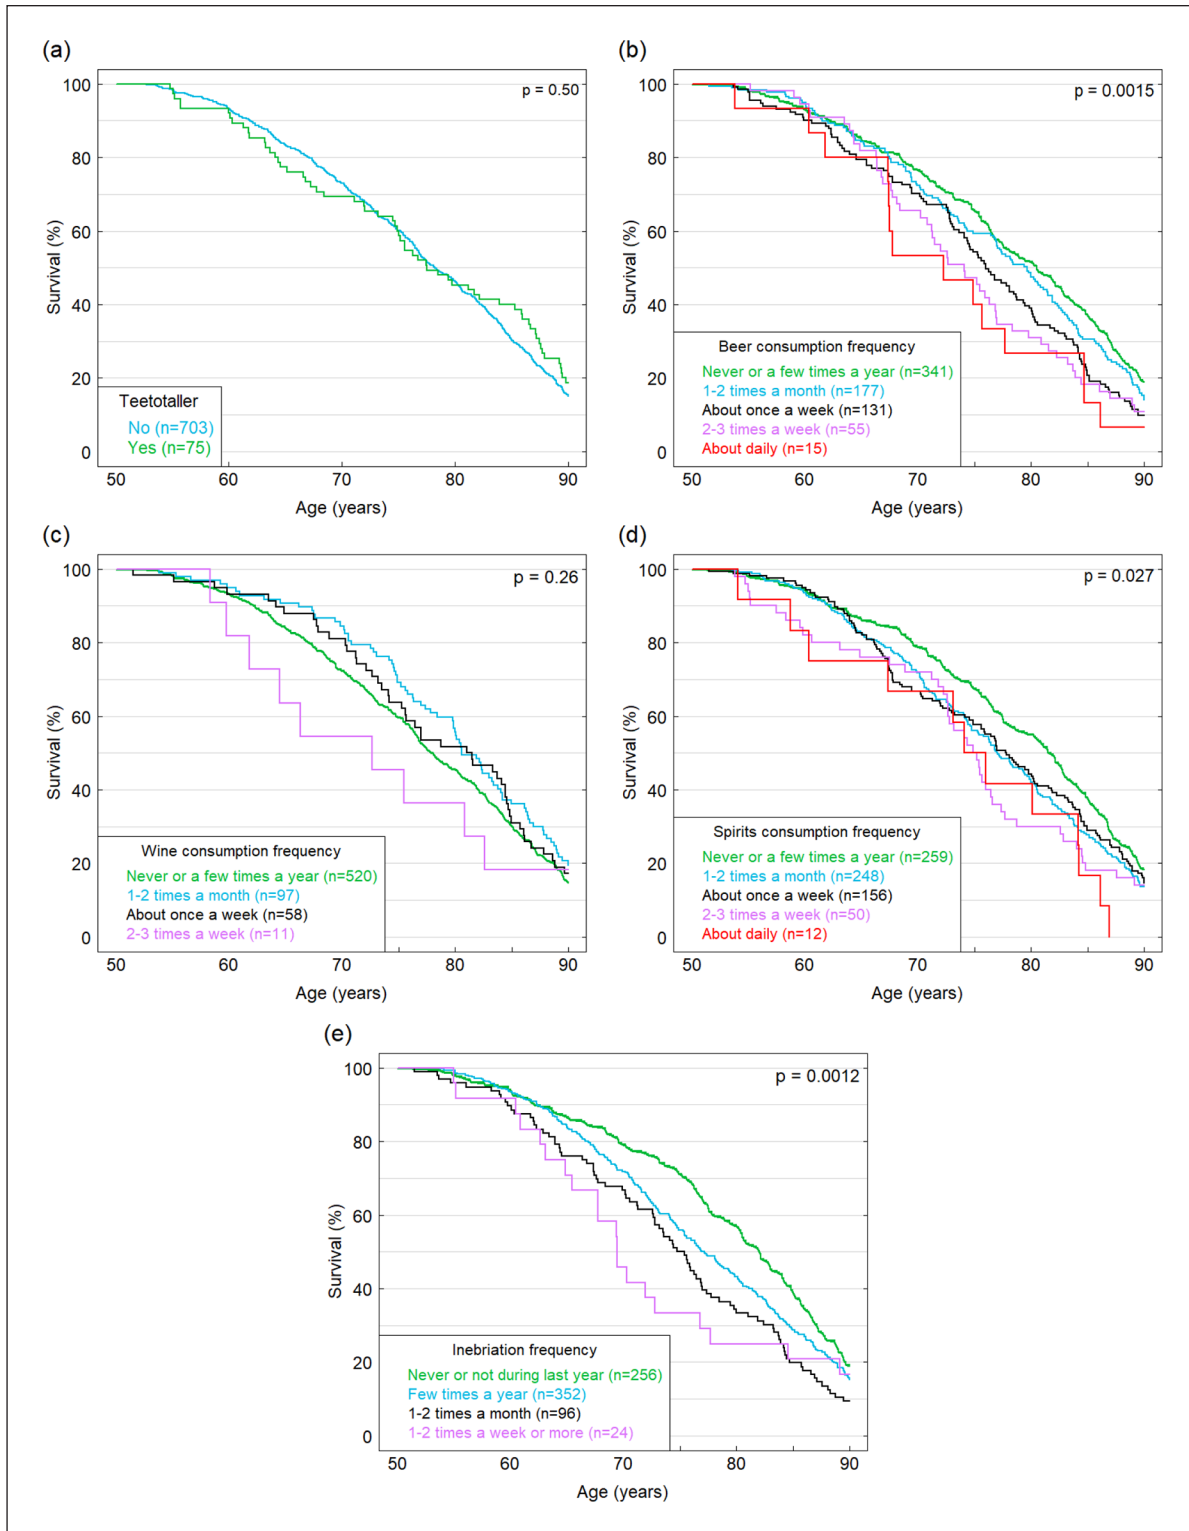 (a)
p = 0.50
100
80
60
40
20
0
Survival (%)
Teetotaller
No (n=703)
Yes (n=75)
50 60 70 80 90
Age (years)
(b)
p = 0.0015
100
80
60
40
20
0
Survival (%)
Beer consumption frequency
Never or a few times a year (n=341)
1-2 times a month (n=177)
About once a week (n=131)
2-3 times a week (n=55)
About daily (n=15)
50 60 70 80 90
Age (years)
(c)
p = 0.26
100
80
60
40
20
0
Survival (%)
Wine consumption frequency
Never or a few times a year (n=520)
1-2 times a month (n=97)
About once a week (n=58)
2-3 times a week (n=11)
50 60 70 80 90
Age (years)
(d)
p = 0.027
100
80
60
40
20
0
Survival (%)
Spirits consumption frequency
Never or a few times a year (n=259)
1-2 times a month (n=248)
About once a week (n=156)
2-3 times a week (n=50)
About daily (n=12)
50 60 70 80 90
Age (years)
(e)
p = 0.0012
100
80
60
40
20
0
Survival (%)
Inebriation frequency
Never or not during last year (n=256)
Few times a year (n=352)
1-2 times a month (n=96)
1-2 times a week or more (n=24)
50 60 70 80 90
Age (years)